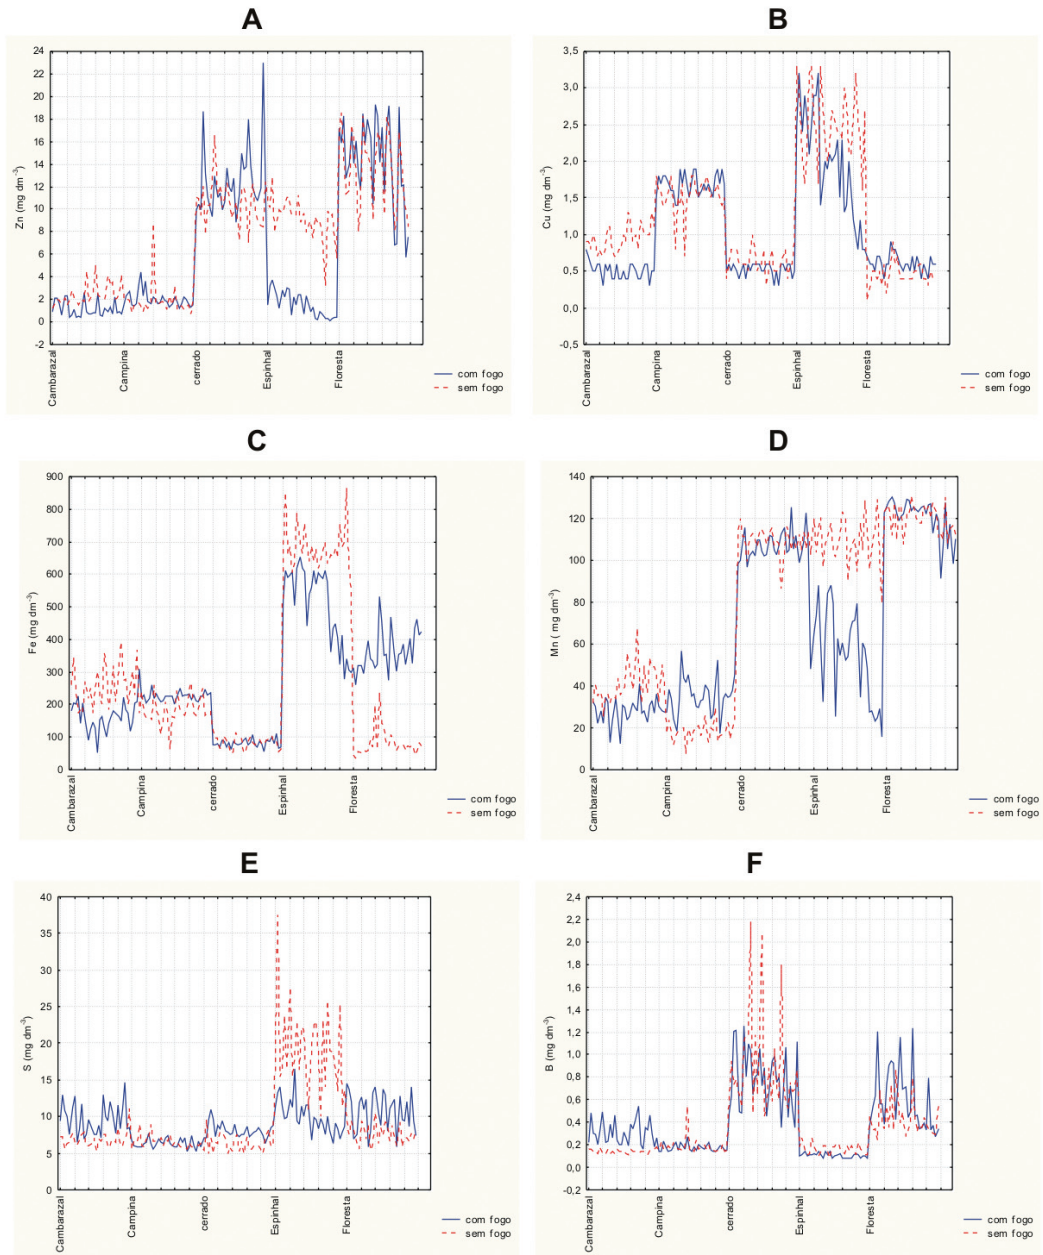 A
Zn (mg dm⁻³)
24
22
20
18
16
14
12
10
8
6
4
2
0
-2
Cambarazal
Campina
cerrado
Espinhal
Floresta
com fogo
sem fogo
B
Cu (mg dm⁻³)
3,5
3,0
2,5
2,0
1,5
1,0
0,5
0,0
-0,5
Cambarazal
Campina
cerrado
Espinhal
Floresta
com fogo
sem fogo
C
Fe (mg dm⁻³)
900
800
700
600
500
400
300
200
100
0
Cambarazal
Campina
cerrado
Espinhal
Floresta
com fogo
sem fogo
D
Mn ( mg dm⁻³)
140
120
100
80
60
40
20
0
Cambarazal
Campina
cerrado
Espinhal
Floresta
com fogo
sem fogo
E
S (mg dm⁻³)
40
35
30
25
20
15
10
5
0
Cambarazal
Campina
cerrado
Espinhal
Floresta
com fogo
sem fogo
F
B (mg dm⁻³)
2,4
2,2
2,0
1,8
1,6
1,4
1,2
1,0
0,8
0,6
0,4
0,2
0,0
-0,2
Cambarazal
Campina
cerrado
Espinhal
Floresta
com fogo
sem fogo